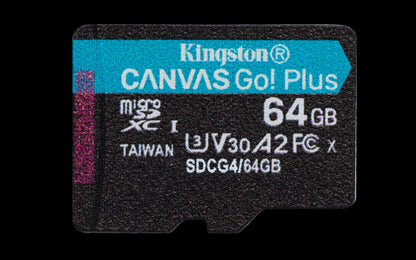 Kingston®
CANVAS Go! Plus
64GB
micro SD XC I
U3 V30 A2 FC X
TAIWAN
SDCG4/64GB